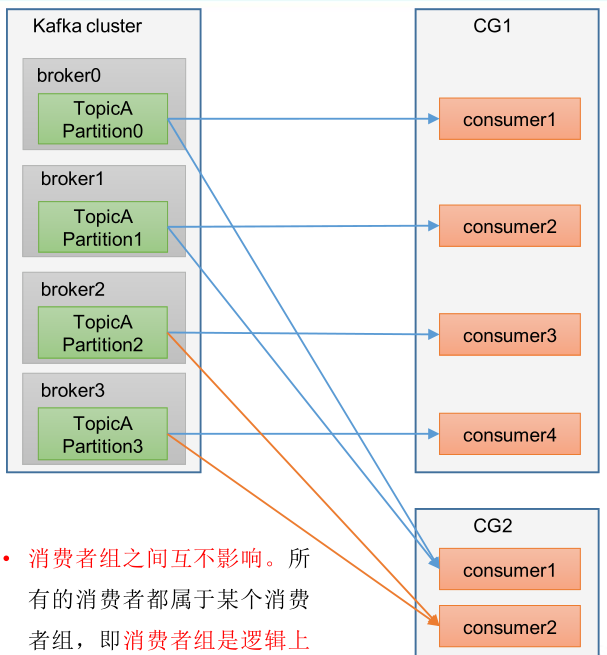 Kafka cluster
broker0
TopicA
Partition0
broker1
TopicA
Partition1
broker2
TopicA
Partition2
broker3
TopicA
Partition3
CG1
consumer1
consumer2
consumer3
consumer4
CG2
consumer1
consumer2
• 消费者组之间互不影响。所
有的消费者都属于某个消费
者组，即消费者组是逻辑上